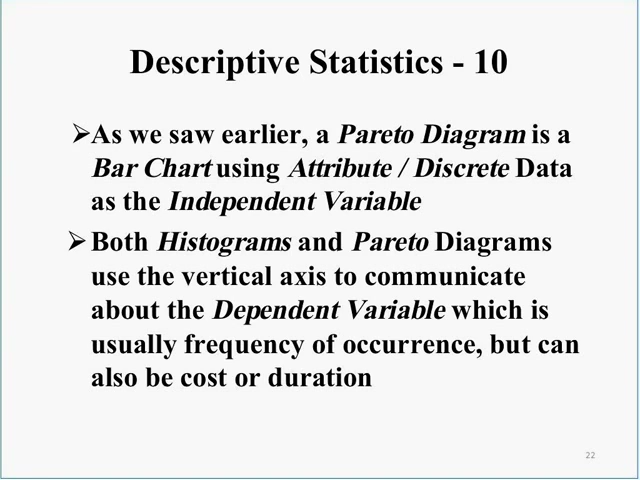 Descriptive Statistics - 10
➢As we saw earlier, a Pareto Diagram is a
Bar Chart using Attribute / Discrete Data
as the Independent Variable
➢Both Histograms and Pareto Diagrams
use the vertical axis to communicate
about the Dependent Variable which is
usually frequency of occurrence, but can
also be cost or duration
22